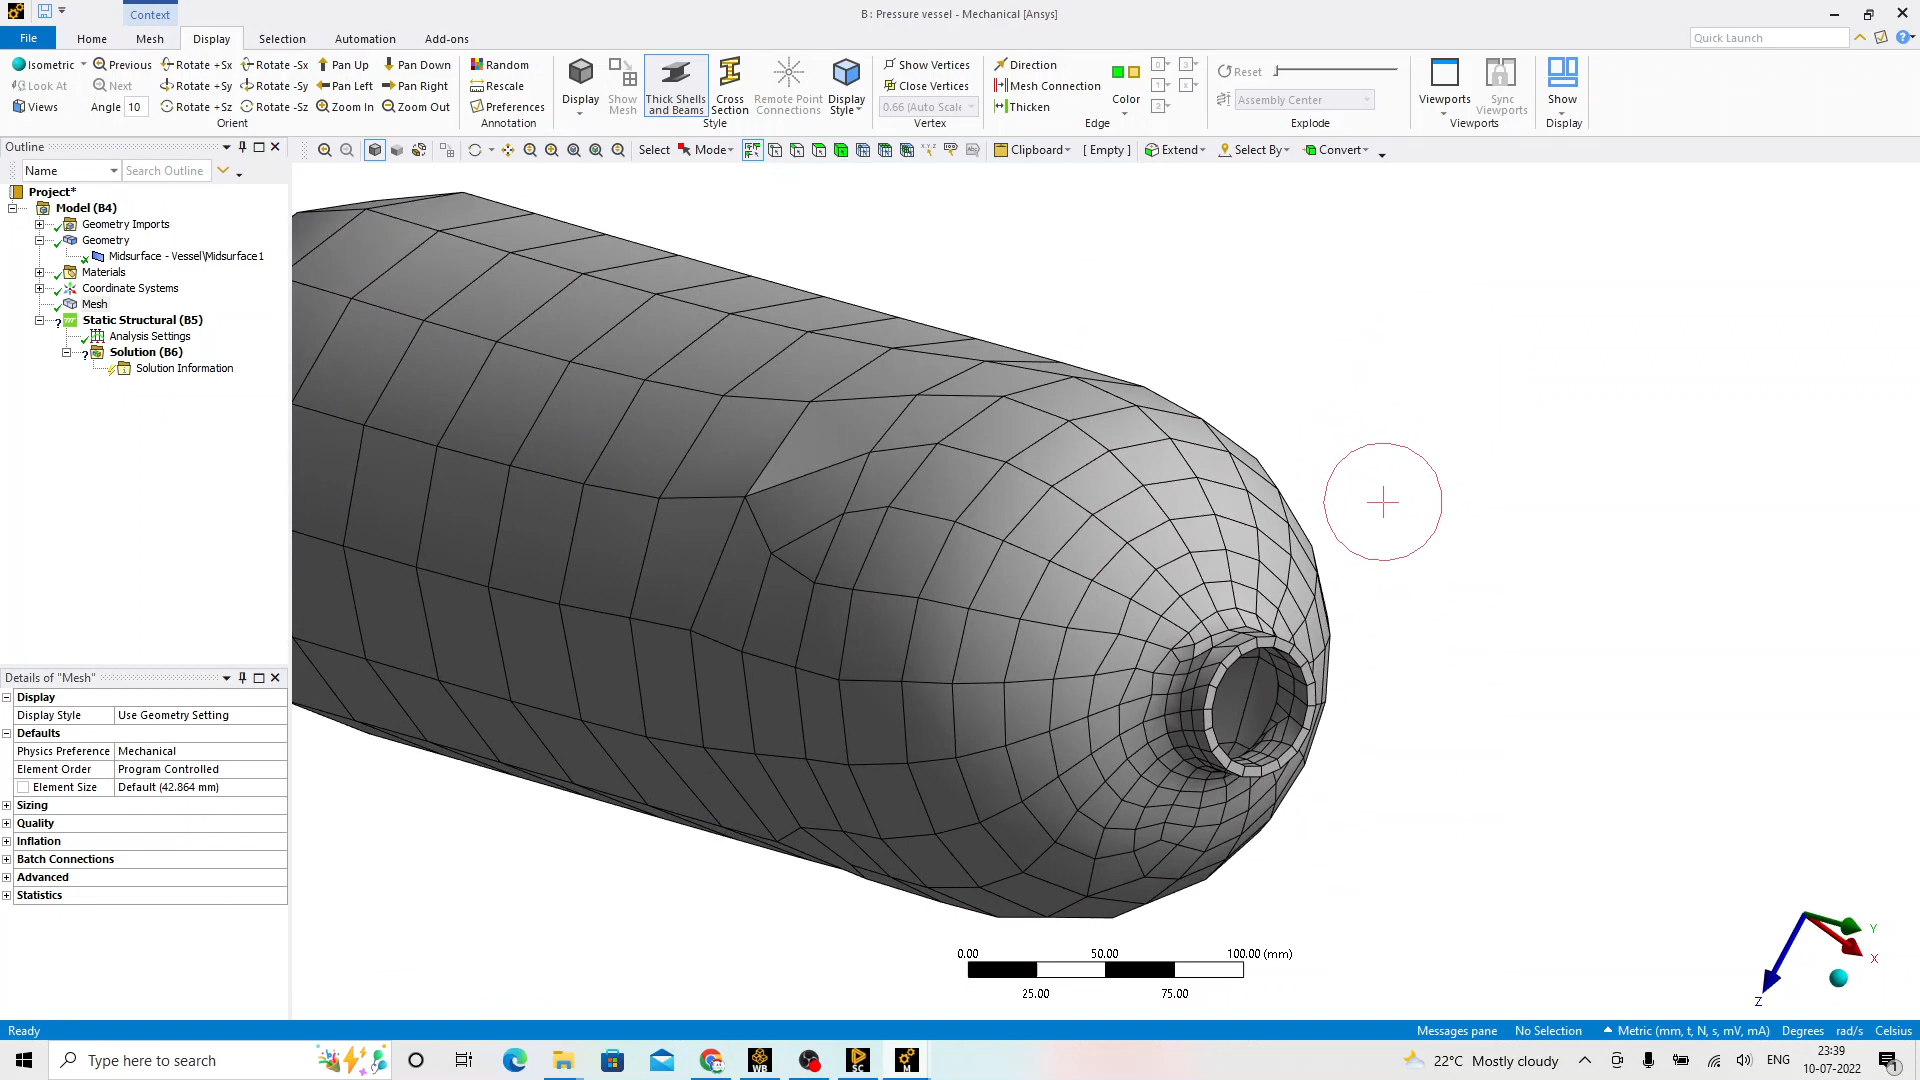 Context
B : Pressure vessel - Mechanical [Ansys]
File Home Mesh Display Selection Automation Add-ons
Quick Launch
Isometric Previous Rotate +Sx Rotate -Sx Pan Up Pan Down
Look At Next Rotate +Sy Rotate -Sy Pan Left Pan Right
Views Angle 10 Rotate +Sz Rotate -Sz Zoom In Zoom Out
Orient
Random
Rescale
Preferences
Annotation
Display
Show Mesh
Thick Shells and Beams
Cross Section
Remote Point Connections
Display Style
Style
Show Vertices
Close Vertices
0.66 (Auto Scale
Vertex
Direction
Mesh Connection
Thicken
Color
Edge
Reset
Assembly Center
Explode
Viewports
Sync Viewports
Viewports
Show
Display
Outline
Select Mode Clipboard [ Empty ] Extend Select By Convert
Name Search Outline
Project*
Model (B4)
Geometry Imports
Geometry
Midsurface - Vessel\Midsurface1
Materials
Coordinate Systems
Mesh
Static Structural (B5)
Analysis Settings
Solution (B6)
Solution Information
Details of "Mesh"
Display
Display Style Use Geometry Setting
Defaults
Physics Preference Mechanical
Element Order Program Controlled
Element Size Default (42.864 mm)
Sizing
Quality
Inflation
Batch Connections
Advanced
Statistics
0.00 50.00 100.00 (mm)
25.00 75.00
Y
X
Z
Ready
Messages pane No Selection Metric (mm, t, N, s, mV, mA) Degrees rad/s Celsius
Type here to search
WB
SC
M
22°C Mostly cloudy
ENG
23:39
10-07-2022
1